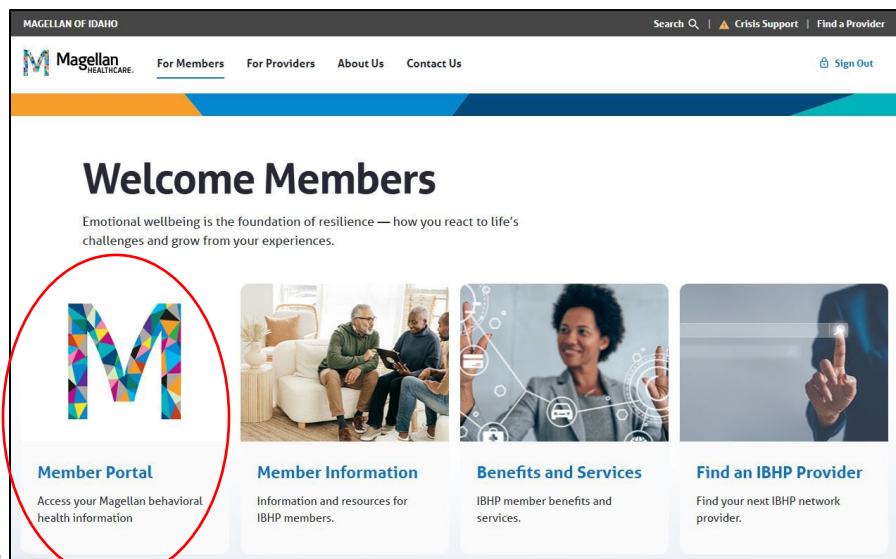 MAGELLAN OF IDAHO
Search | Crisis Support | Find a Provider
Magellan
HEALTHCARE.
For Members
For Providers
About Us
Contact Us
Sign Out
Welcome Members
Emotional wellbeing is the foundation of resilience — how you react to life's
challenges and grow from your experiences.
Member Portal
Access your Magellan behavioral
health information
Member Information
Information and resources for
IBHP members.
Benefits and Services
IBHP member benefits and
services.
Find an IBHP Provider
Find your next IBHP network
provider.